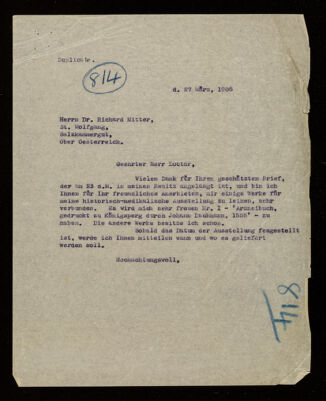 Duplicate.
814
d. 27 März, 1906
Herrn Dr. Richard Mitter,
St. Wolfgang,
Salzkammergut,
Ober Oesterreich.
Geehrter Herr Doctor,
Vielen Dank für Ihren geschätzten Brief,
der am 23 d.M. in meinen Besitz angelangt ist, und bin ich
Ihnen für Ihr freundliches Anerbieten, mir einige Werke für
meine historisch-medikalische Ausstellung zu leihen, sehr
verbunden. Es wird mich sehr freuen Nr. I - "Arzneibuch,
gedruckt zu Königsperg durch Johann Daubmann, 1556" - zu
haben. Die andere Werke besitze ich schon.
Sobald das Datum der Ausstellung festgestellt
ist, werde ich Ihnen mitteilen wann und wo es geliefert
werden soll.
Hochachtungsvoll,
814